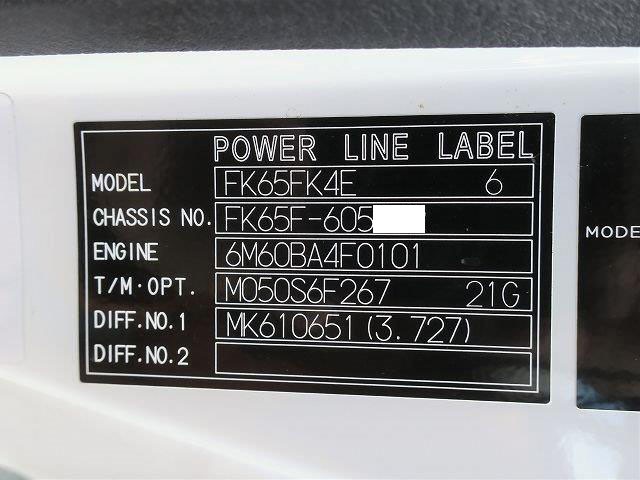 POWER LINE LABEL
MODEL FK65FK4E 6
CHASSIS NO. FK65F-605
ENGINE 6M60BA4F0101
T/M·OPT. M050S6F267 21G
DIFF.NO.1 MK610651(3.727)
DIFF.NO.2
MODE